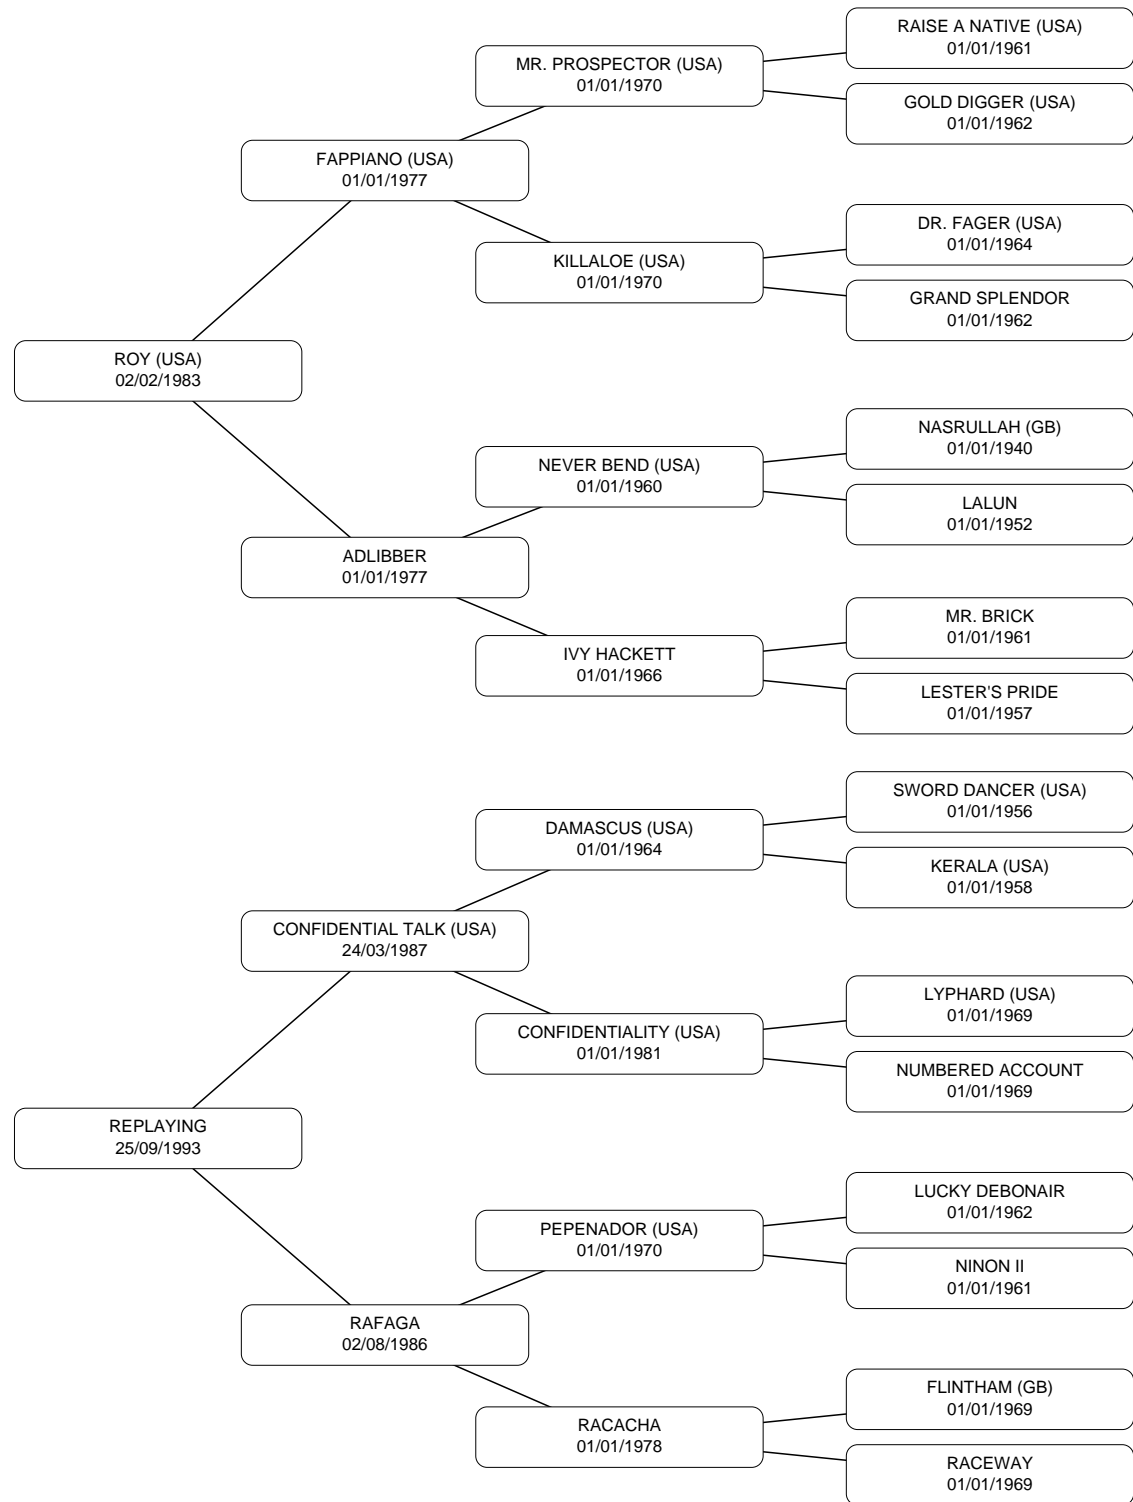 RAISE A NATIVE (USA)
01/01/1961
MR. PROSPECTOR (USA)
01/01/1970
GOLD DIGGER (USA)
01/01/1962
FAPPIANO (USA)
01/01/1977
DR. FAGER (USA)
01/01/1964
KILLALOE (USA)
01/01/1970
GRAND SPLENDOR
01/01/1962
ROY (USA)
02/02/1983
NASRULLAH (GB)
01/01/1940
NEVER BEND (USA)
01/01/1960
LALUN
01/01/1952
ADLIBBER
01/01/1977
MR. BRICK
01/01/1961
IVY HACKETT
01/01/1966
LESTER'S PRIDE
01/01/1957
SWORD DANCER (USA)
01/01/1956
DAMASCUS (USA)
01/01/1964
KERALA (USA)
01/01/1958
CONFIDENTIAL TALK (USA)
24/03/1987
LYPHARD (USA)
01/01/1969
CONFIDENTIALITY (USA)
01/01/1981
NUMBERED ACCOUNT
01/01/1969
REPLAYING
25/09/1993
LUCKY DEBONAIR
01/01/1962
PEPENADOR (USA)
01/01/1970
NINON II
01/01/1961
RAFAGA
02/08/1986
FLINTHAM (GB)
01/01/1969
RACACHA
01/01/1978
RACEWAY
01/01/1969